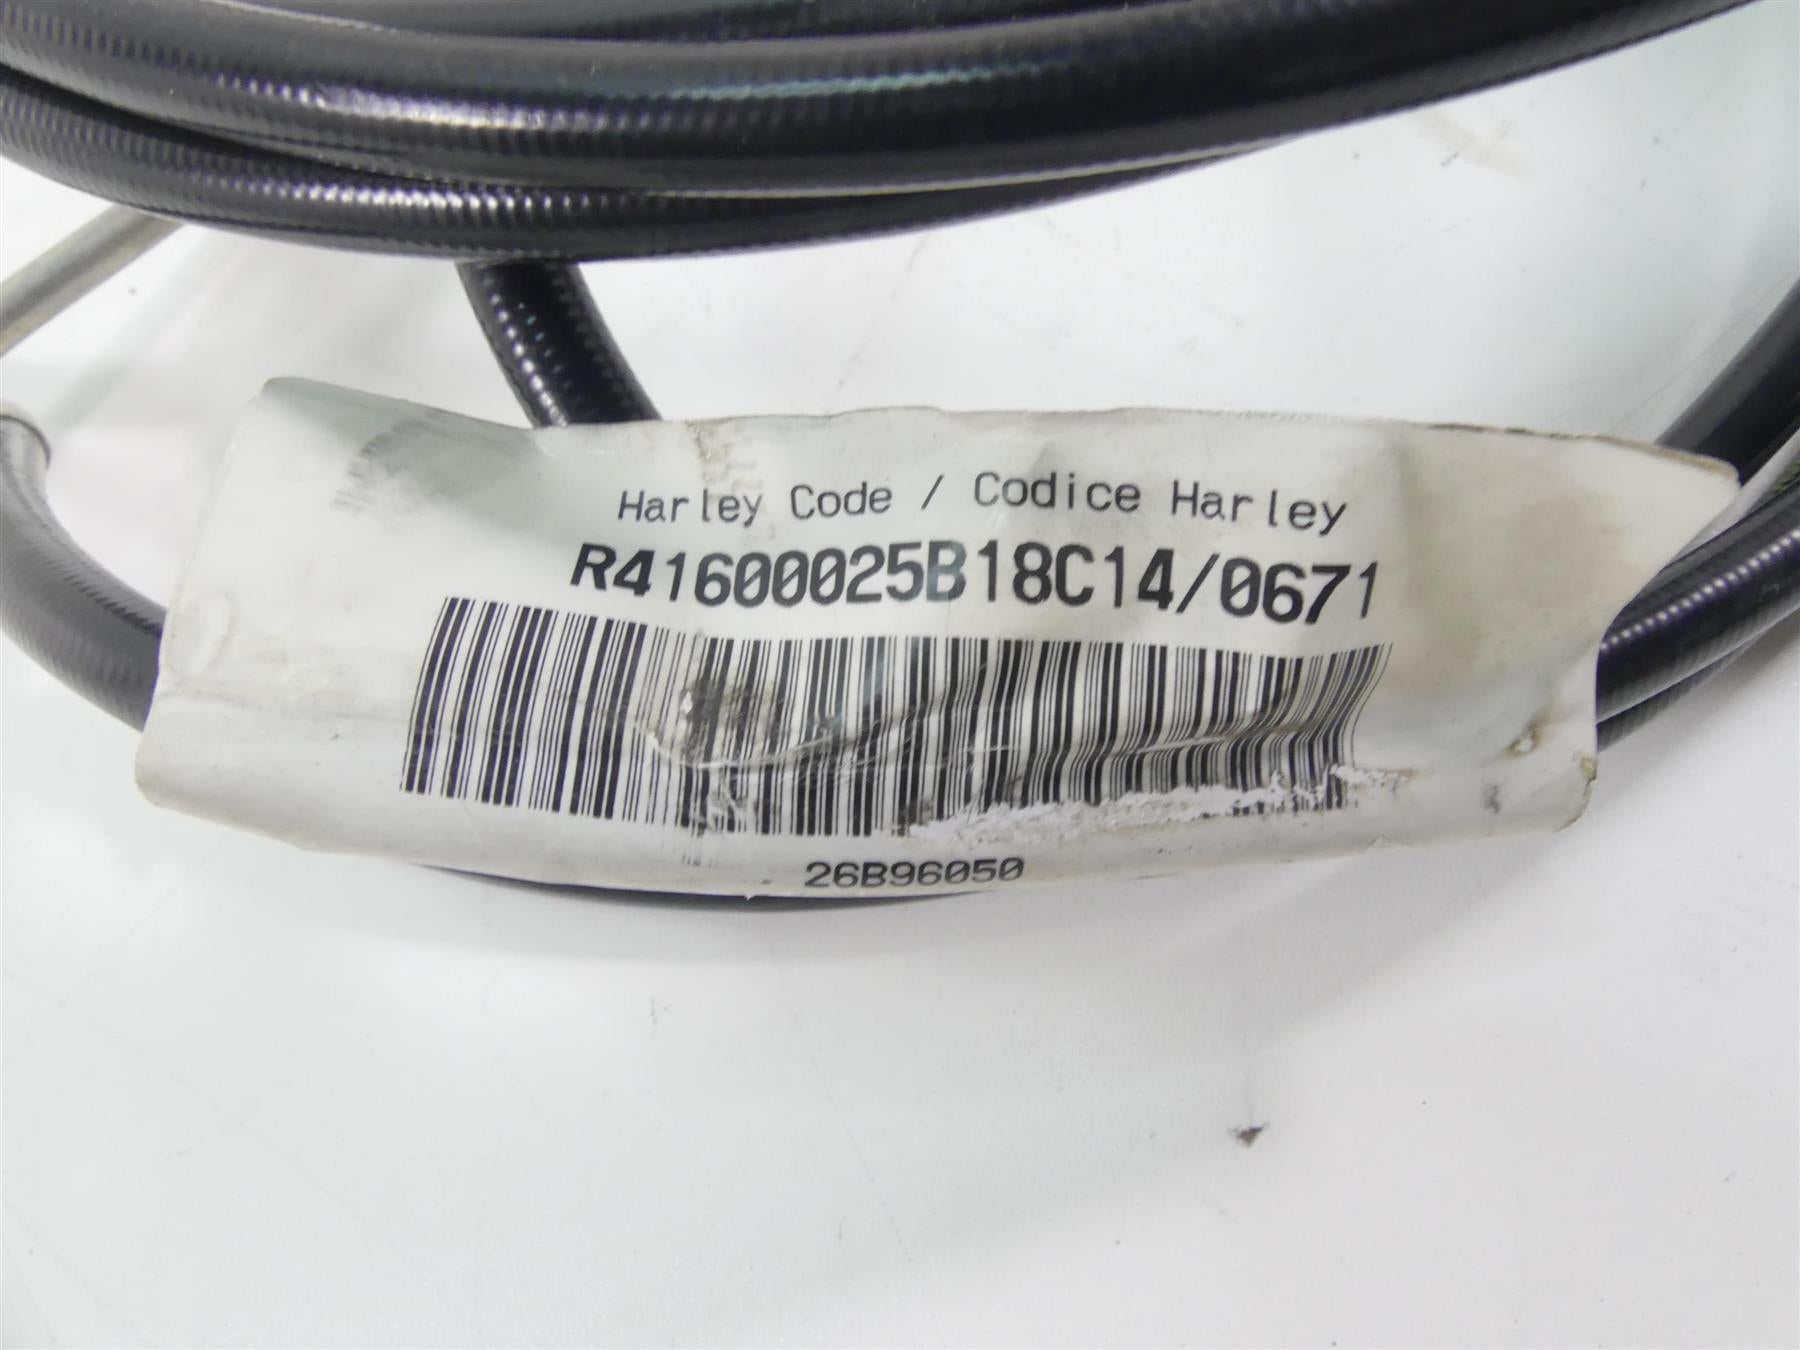 Harley Code / Codice Harley
R41600025B18C14/0671
26B96050